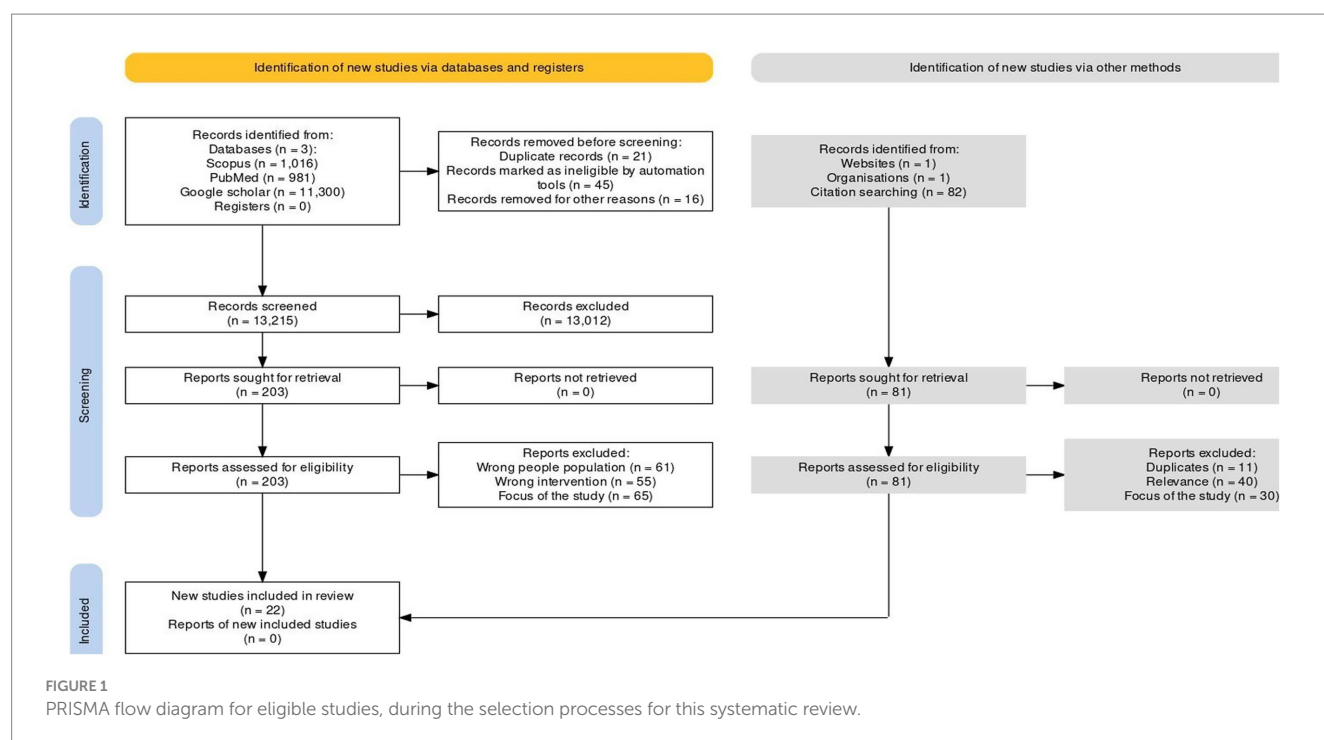 Identification of new studies via databases and registers
Identification of new studies via other methods
Identification
Records identified from:
Databases (n = 3):
Scopus (n = 1,016)
PubMed (n = 981)
Google scholar (n = 11,300)
Registers (n = 0)
Records removed before screening:
Duplicate records (n = 21)
Records marked as ineligible by automation
tools (n = 45)
Records removed for other reasons (n = 16)
Records identified from:
Websites (n = 1)
Organisations (n = 1)
Citation searching (n = 82)
Screening
Records screened
(n = 13,215)
Records excluded
(n = 13,012)
Reports sought for retrieval
(n = 203)
Reports not retrieved
(n = 0)
Reports sought for retrieval
(n = 81)
Reports not retrieved
(n = 0)
Reports assessed for eligibility
(n = 203)
Reports excluded:
Wrong people population (n = 61)
Wrong intervention (n = 55)
Focus of the study (n = 65)
Reports assessed for eligibility
(n = 81)
Reports excluded:
Duplicates (n = 11)
Relevance (n = 40)
Focus of the study (n = 30)
Included
New studies included in review
(n = 22)
Reports of new included studies
(n = 0)
FIGURE 1
PRISMA flow diagram for eligible studies, during the selection processes for this systematic review.